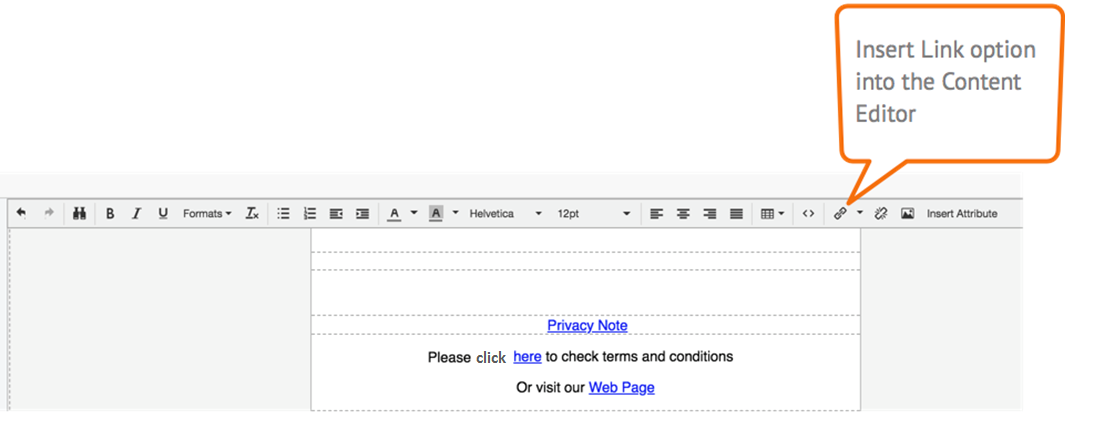 Insert Link option
into the Content
Editor
B I U Formats Tx A A Helvetica 12pt <> Insert Attribute
Privacy Note
Please click here to check terms and conditions
Or visit our Web Page